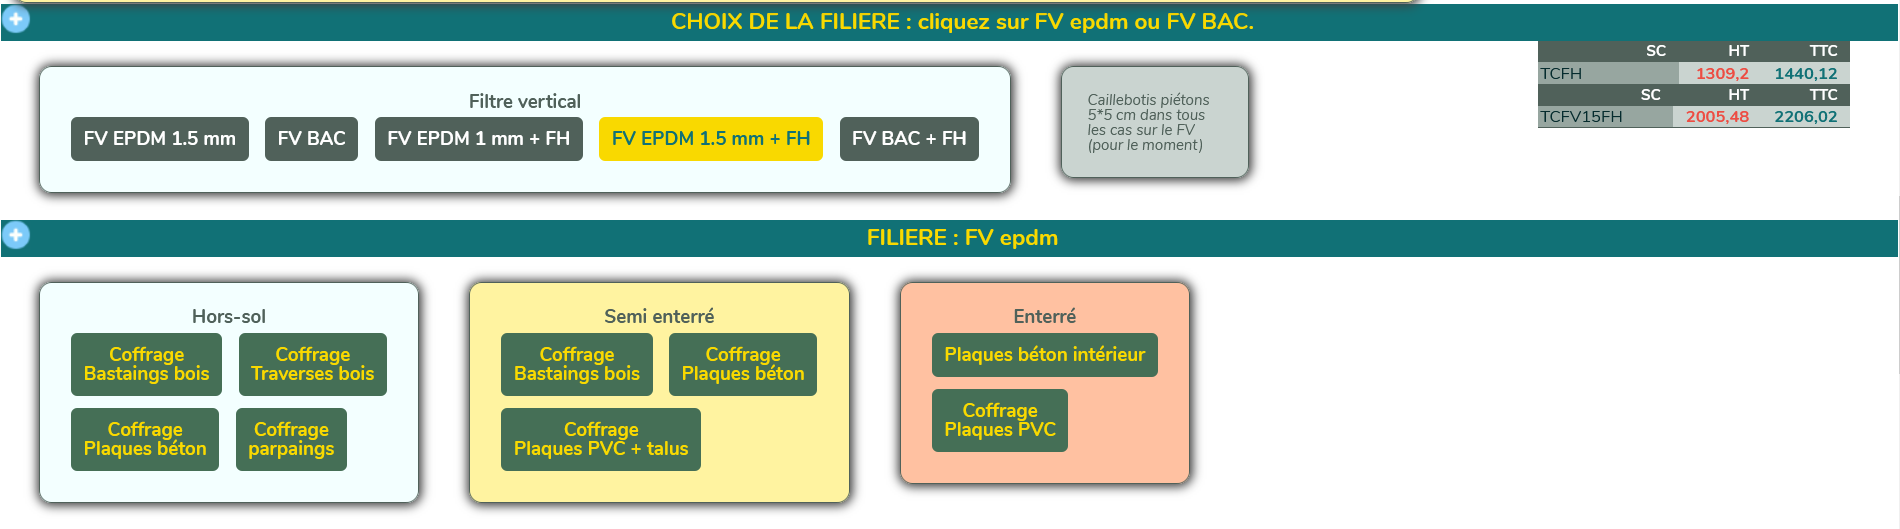 CHOIX DE LA FILIERE : cliquez sur FV epdm ou FV BAC.
SC HT TTC
TCFH 1309,2 1440,12
SC HT TTC
TCFV15FH 2005,48 2206,02
Filtre vertical
FV EPDM 1.5 mm
FV BAC
FV EPDM 1 mm + FH
FV EPDM 1.5 mm + FH
FV BAC + FH
Caillebotis piétons
5*5 cm dans tous
les cas sur le FV
(pour le moment)
FILIERE : FV epdm
Hors-sol
Coffrage
Bastaings bois
Coffrage
Traverses bois
Coffrage
Plaques béton
Coffrage
parpaings
Semi enterré
Coffrage
Bastaings bois
Coffrage
Plaques béton
Coffrage
Plaques PVC + talus
Enterré
Plaques béton intérieur
Coffrage
Plaques PVC